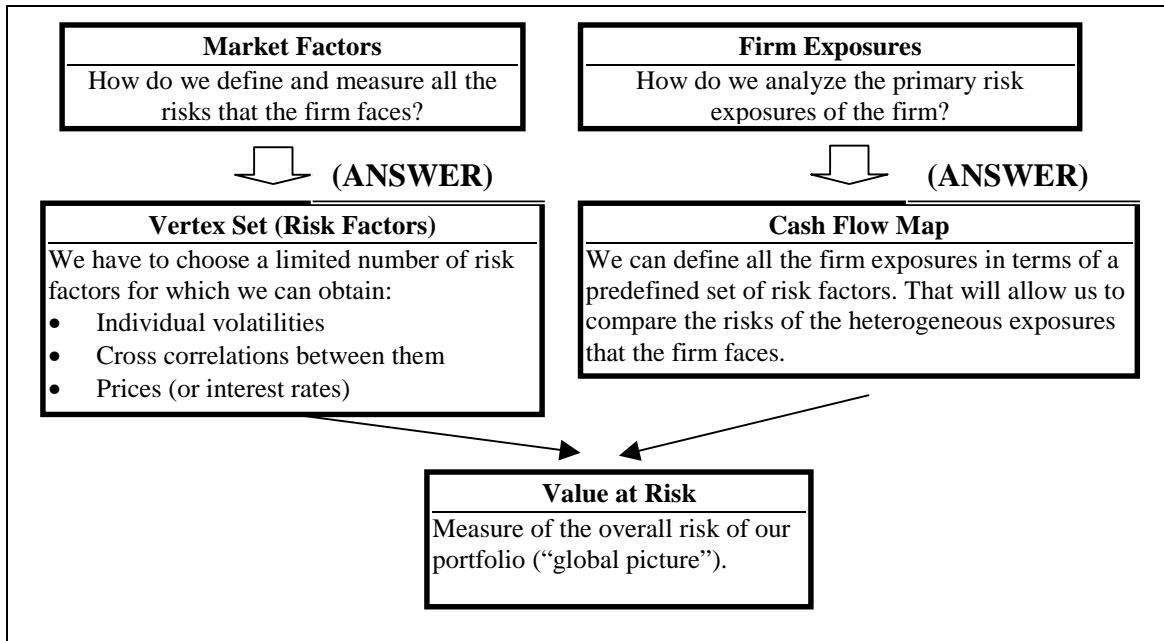 Market Factors
How do we define and measure all the
risks that the firm faces?
Firm Exposures
How do we analyze the primary risk
exposures of the firm?
(ANSWER)
(ANSWER)
Vertex Set (Risk Factors)
We have to choose a limited number of risk
factors for which we can obtain:
• Individual volatilities
• Cross correlations between them
• Prices (or interest rates)
Cash Flow Map
We can define all the firm exposures in terms of a
predefined set of risk factors. That will allow us to
compare the risks of the heterogeneous exposures
that the firm faces.
Value at Risk
Measure of the overall risk of our
portfolio (“global picture”).